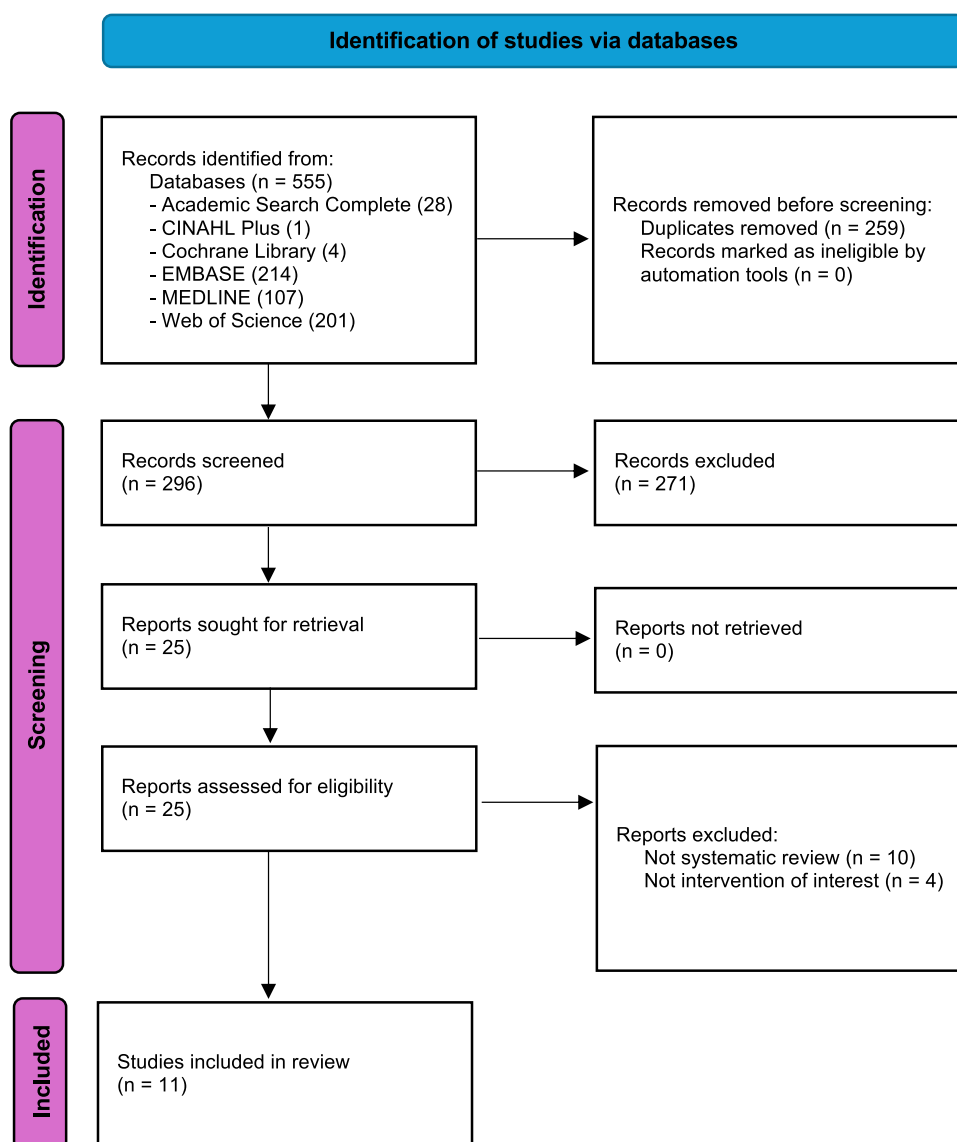 Identification of studies via databases
Identification
Records identified from:
Databases (n = 555)
- Academic Search Complete (28)
- CINAHL Plus (1)
- Cochrane Library (4)
- EMBASE (214)
- MEDLINE (107)
- Web of Science (201)
Records removed before screening:
Duplicates removed (n = 259)
Records marked as ineligible by
automation tools (n = 0)
Screening
Records screened
(n = 296)
Records excluded
(n = 271)
Reports sought for retrieval
(n = 25)
Reports not retrieved
(n = 0)
Reports assessed for eligibility
(n = 25)
Reports excluded:
Not systematic review (n = 10)
Not intervention of interest (n = 4)
Included
Studies included in review
(n = 11)